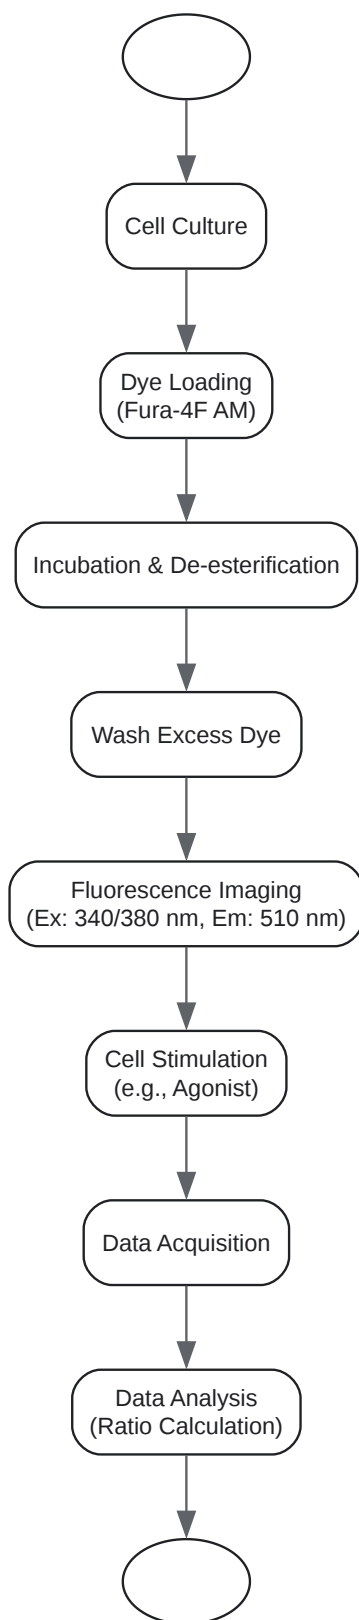 Cell Culture
Dye Loading
(Fura-4F AM)
Incubation & De-esterification
Wash Excess Dye
Fluorescence Imaging
(Ex: 340/380 nm, Em: 510 nm)
Cell Stimulation
(e.g., Agonist)
Data Acquisition
Data Analysis
(Ratio Calculation)